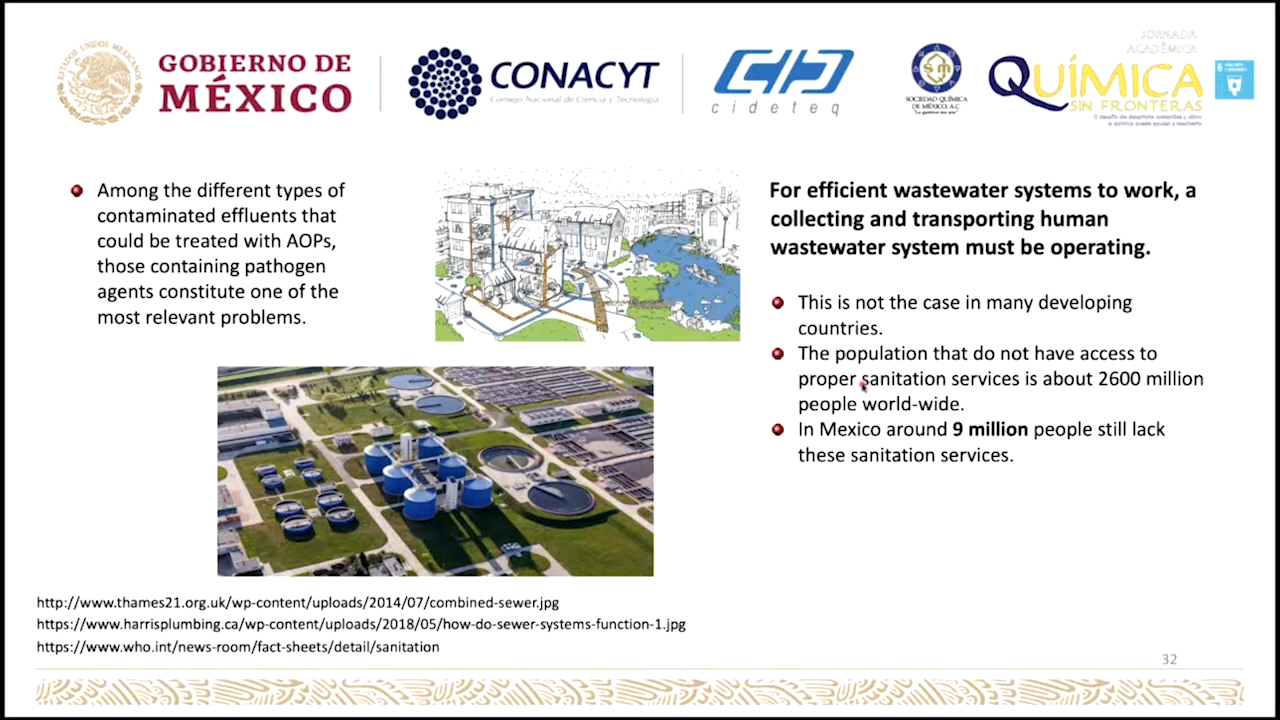 ESTADOS UNIDOS MEXICANOS
GOBIERNO DE
MÉXICO
CONACYT
Consejo Nacional de Ciencia y Tecnología
cideteq
SOCIEDAD QUÍMICA
DE MÉXICO, A.C.
JORNADA
ACADÉMICA
QUÍMICA
SIN FRONTERAS
6
Among the different types of
contaminated effluents that
could be treated with AOPs,
those containing pathogen
agents constitute one of the
most relevant problems.
For efficient wastewater systems to work, a
collecting and transporting human
wastewater system must be operating.
This is not the case in many developing
countries.
The population that do not have access to
proper sanitation services is about 2600 million
people world-wide.
In Mexico around 9 million people still lack
these sanitation services.
http://www.thames21.org.uk/wp-content/uploads/2014/07/combined-sewer.jpg
https://www.harrisplumbing.ca/wp-content/uploads/2018/05/how-do-sewer-systems-function-1.jpg
https://www.who.int/news-room/fact-sheets/detail/sanitation
32